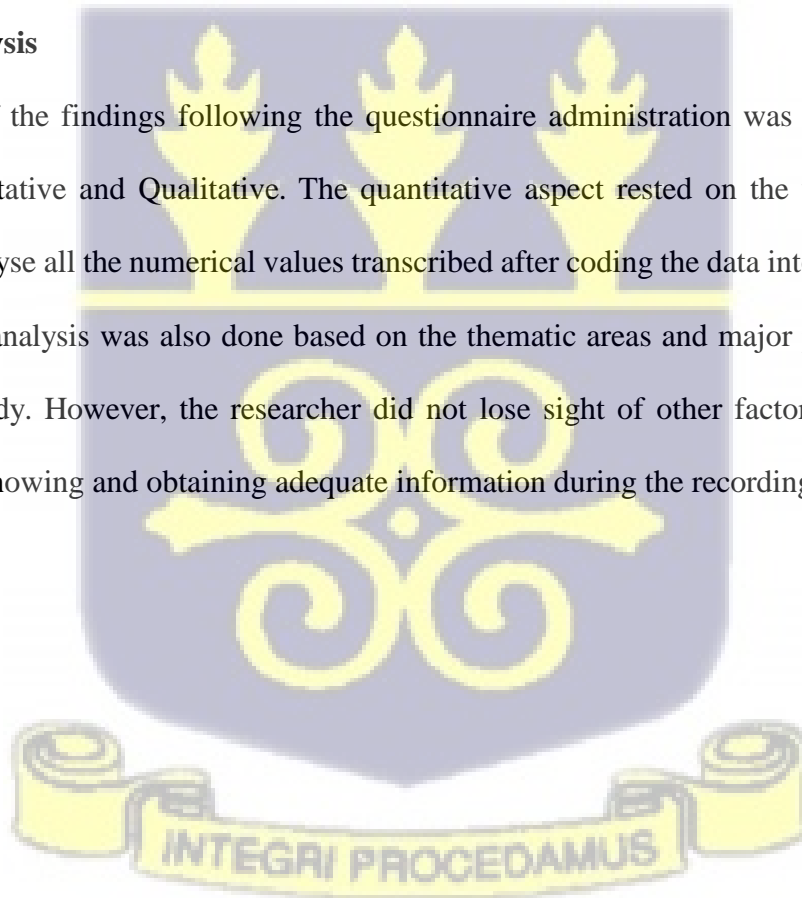 ysis
the findings following the questionnaire administration was
tative and Qualitative. The quantitative aspect rested on the
yse all the numerical values transcribed after coding the data int
analysis was also done based on the thematic areas and major
dy. However, the researcher did not lose sight of other factor
nowing and obtaining adequate information during the recording
INTEGRI PROCEDAMUS